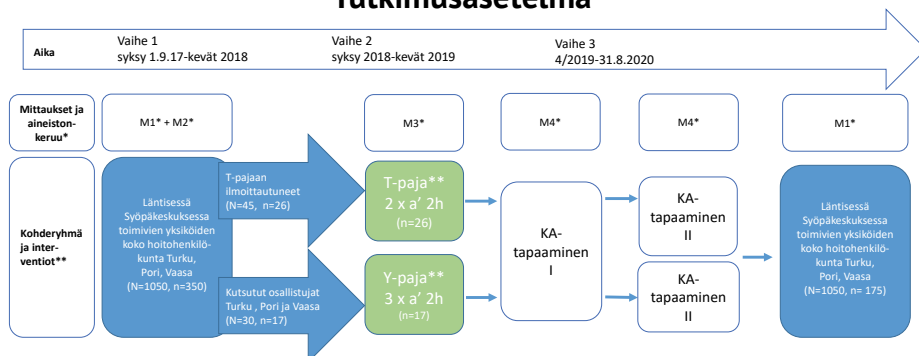 Tutkimusasetelma
Aika
Vaihe 1
syksy 1.9.17-kevät 2018
Vaihe 2
syksy 2018-kevät 2019
Vaihe 3
4/2019-31.8.2020
Mittaukset ja
aineiston-
keruu*
M1* + M2*
M3*
M4*
M4*
M1*
Kohderyhmä
ja inter-
ventiot**
Läntisessä
Syöpäkeskuksessa
toimivien yksiköiden
koko hoitohenkilö-
kunta Turku,
Pori, Vaasa
(N=1050, n=350)
T-pajaan
ilmoittautuneet
(N=45, n=26)
Kutsutut osallistujat
Turku , Pori ja Vaasa
(N=30, n=17)
T-paja**
2 x a’ 2h
(n=26)
Y-paja**
3 x a’ 2h
(n=17)
KA-
tapaaminen
I
KA-
tapaaminen
II
KA-
tapaaminen
II
Läntisessä
Syöpäkeskuksessa
toimivien yksiköiden
koko hoitohenkilö-
kunta Turku,
Pori, Vaasa
(N=1050, n= 175)